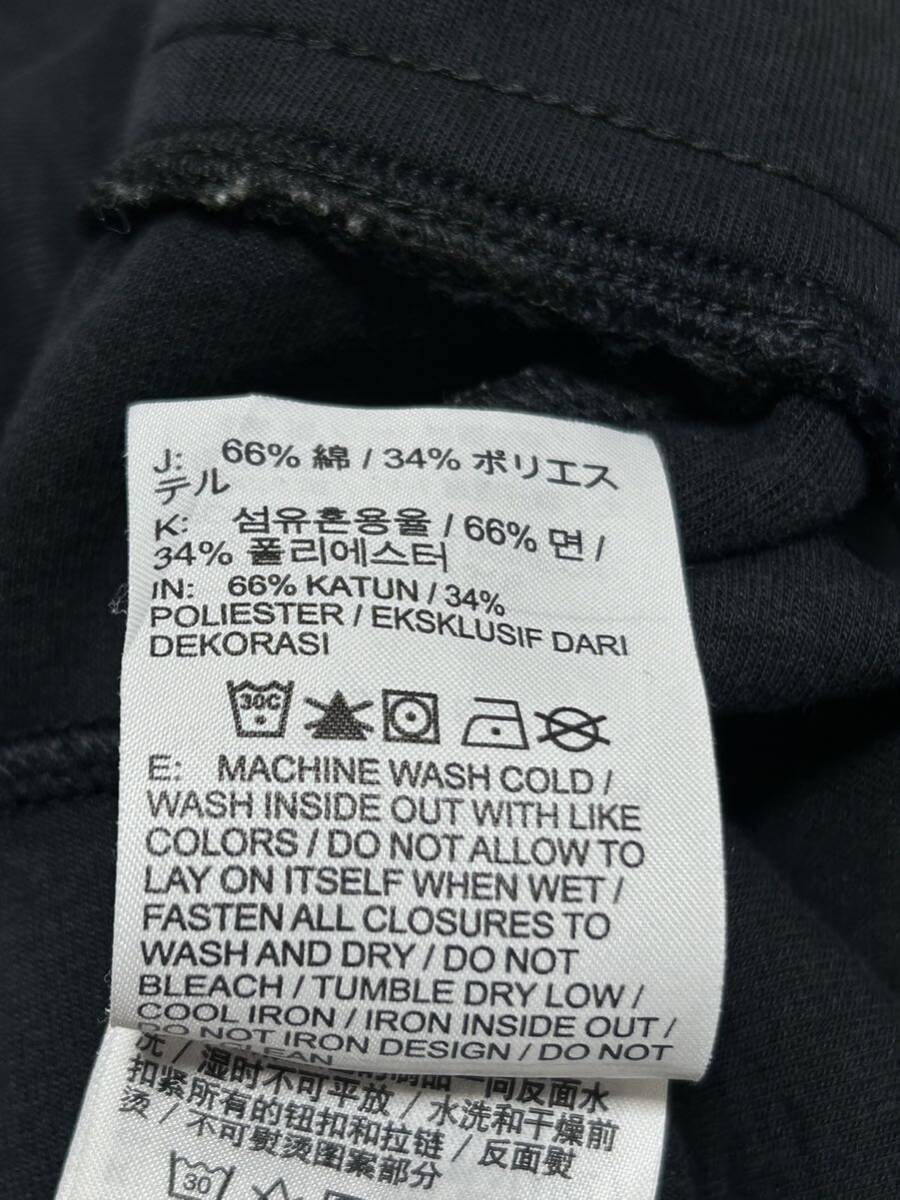 J: 66% 綿 / 34% ポリエス
テル
K: 섬유혼용율 / 66% 면 /
34% 폴리에스터
IN: 66% KATUN / 34%
POLIESTER / EKSKLUSIF DARI
DEKORASI
30C
E: MACHINE WASH COLD /
WASH INSIDE OUT WITH LIKE
COLORS / DO NOT ALLOW TO
LAY ON ITSELF WHEN WET /
FASTEN ALL CLOSURES TO
WASH AND DRY / DO NOT
BLEACH / TUMBLE DRY LOW /
COOL IRON / IRON INSIDE OUT /
DO NOT IRON DESIGN / DO NOT
洗 / 湿时不可平放 / 水洗和干燥前
扣紧所有的钮扣和拉链 / 反面熨
烫 / 不可熨烫图案部分
30